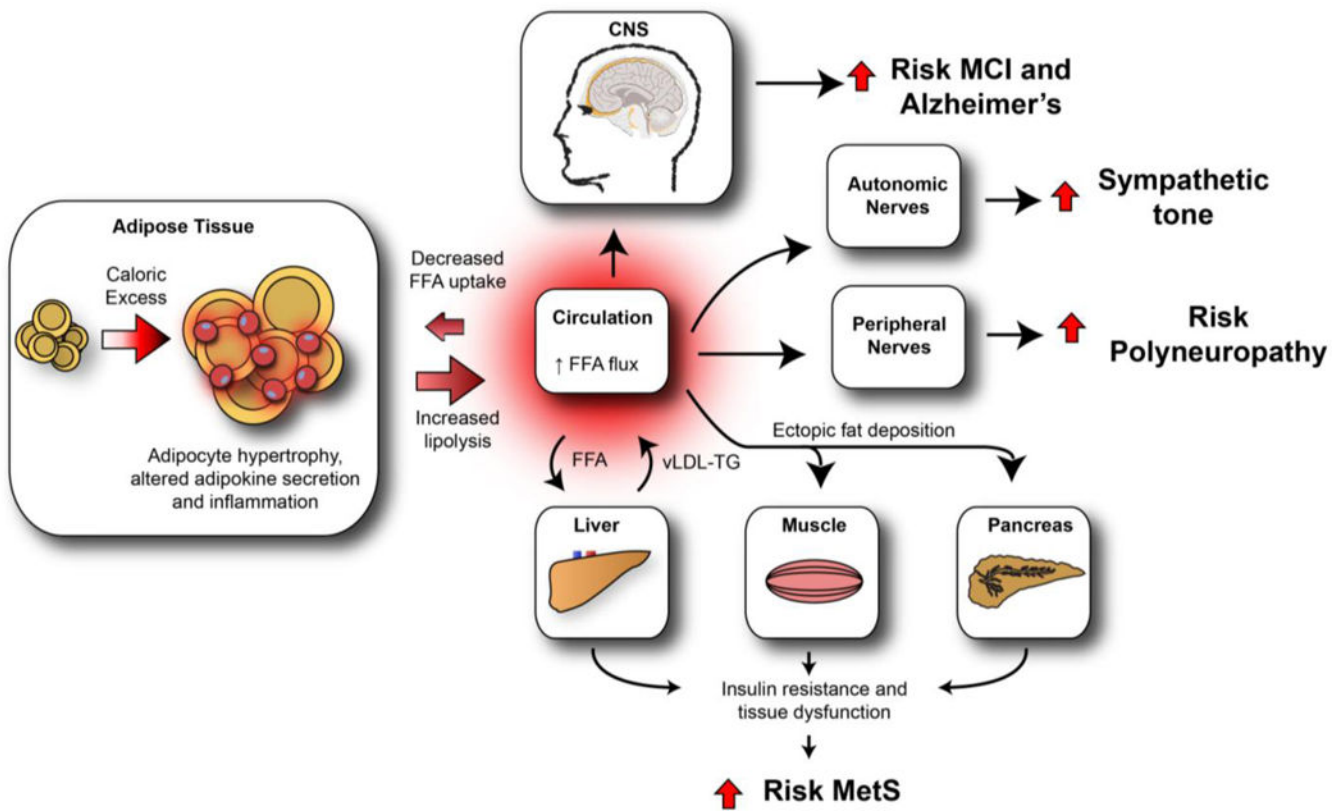 CNS
Risk MCI and
Alzheimer's
Autonomic
Nerves
Sympathetic
tone
Adipose Tissue
Caloric
Excess
Adipocyte hypertrophy,
altered adipokine secretion
and inflammation
Decreased
FFA uptake
Increased
lipolysis
Circulation
↑ FFA flux
Peripheral
Nerves
Risk
Polyneuropathy
Ectopic fat deposition
FFA
vLDL-TG
Liver
Muscle
Pancreas
Insulin resistance and
tissue dysfunction
Risk MetS